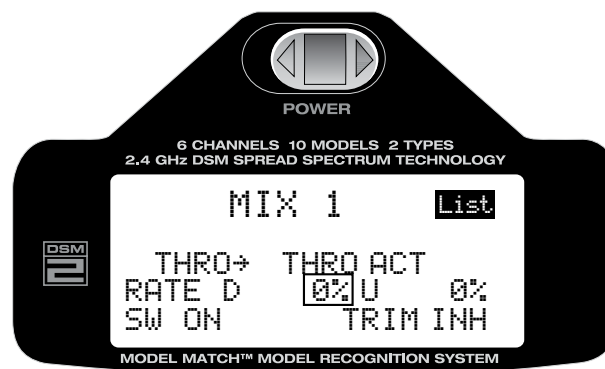 POWER
6 CHANNELS 10 MODELS 2 TYPES
2.4 GHz DSM SPREAD SPECTRUM TECHNOLOGY
MIX 1 List
DSM
2
THRO→ THRO ACT
RATE D 0% U 0%
SW ON TRIM INH
MODEL MATCH™ MODEL RECOGNITION SYSTEM